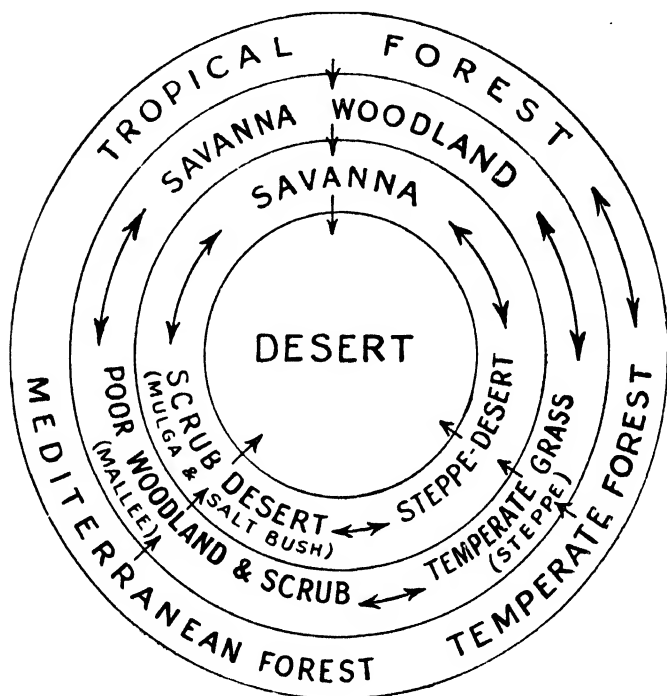 TROPICAL FOREST
SAVANNA WOODLAND
SAVANNA
DESERT
SCRUB DESERT
(MULGA & SALT BUSH)
STEPPE-DESERT
POOR WOODLAND & SCRUB
(MALLEE)
TEMPERATE GRASS
(STEPPE)
MEDITERRANEAN FOREST
TEMPERATE FOREST